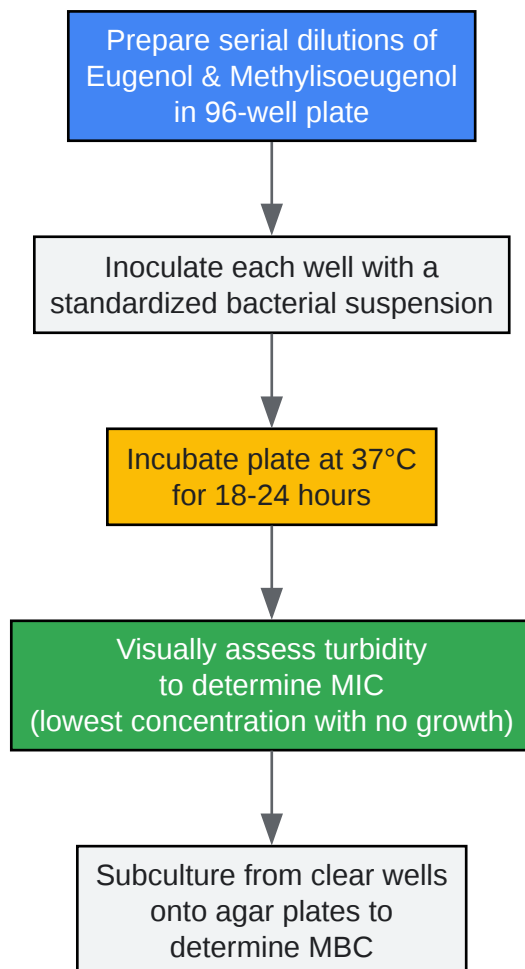 Prepare serial dilutions of
Eugenol & Methylisoeugenol
in 96-well plate
Inoculate each well with a
standardized bacterial suspension
Incubate plate at 37°C
for 18-24 hours
Visually assess turbidity
to determine MIC
(lowest concentration with no growth)
Subculture from clear wells
onto agar plates to
determine MBC